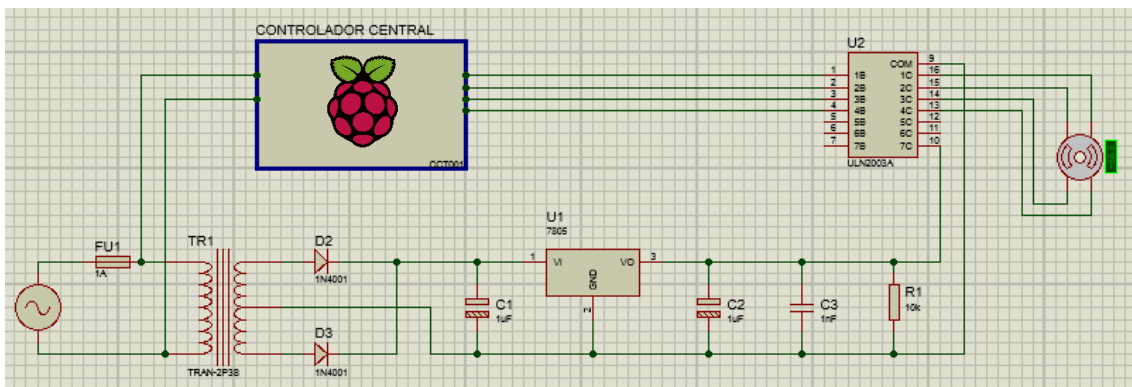 CONTROLADOR CENTRAL
CCT001
U2
1 1B
2 2B
3 3B
4 4B
5 5B
6 6B
7 7B
COM 9
1C 16
2C 15
3C 14
4C 13
5C 12
6C 11
7C 10
ULN2003A
FU1
1A
TR1
TRAN-2P3S
D2
1N4001
D3
1N4001
C1
1uF
U1
7805
1 VI
VO 3
GND
2
C2
1uF
C3
1nF
R1
10k